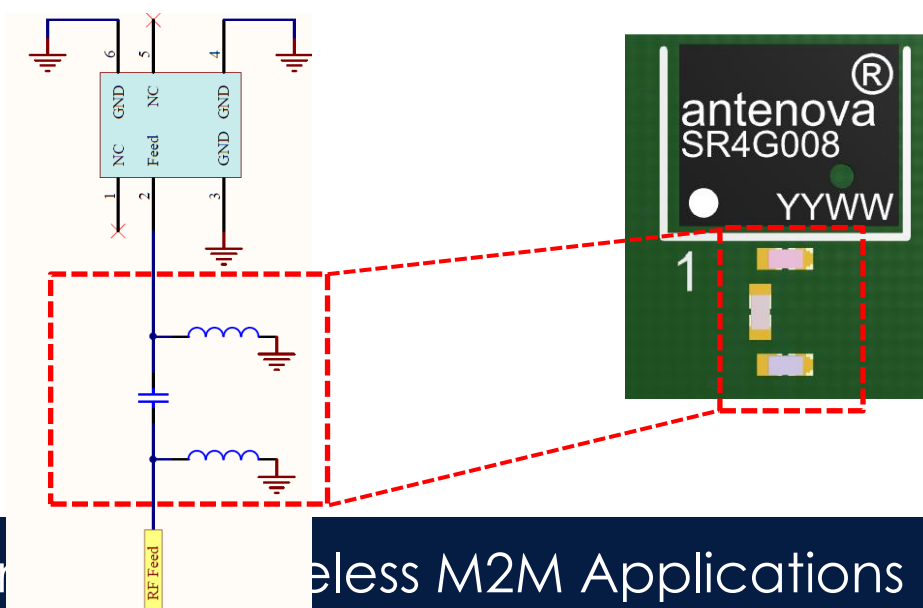 6
5
4
GND
NC
GND
NC
Feed
GND
1
2
3
RF Feed
®
antenova
SR4G008
YYWW
1
eless M2M Applications